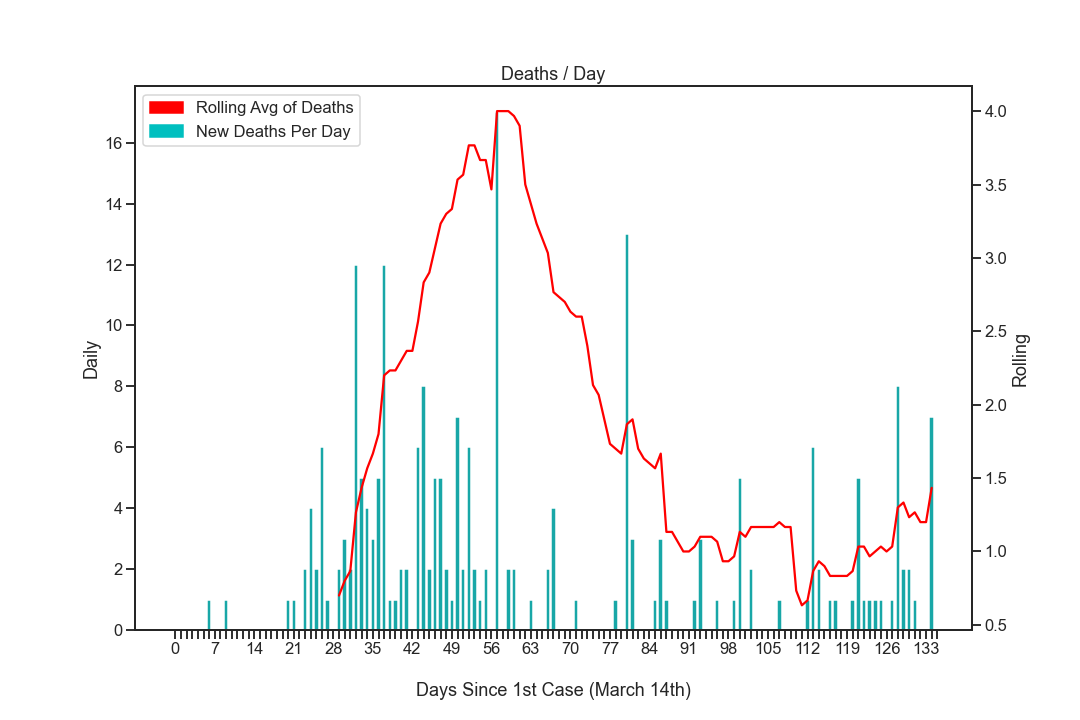 Deaths / Day
Rolling Avg of Deaths
New Deaths Per Day
Daily
16
14
12
10
8
6
4
2
0
4.0
3.5
3.0
2.5
2.0
1.5
1.0
0.5
Rolling
0 7 14 21 28 35 42 49 56 63 70 77 84 91 98 105 112 119 126 133
Days Since 1st Case (March 14th)